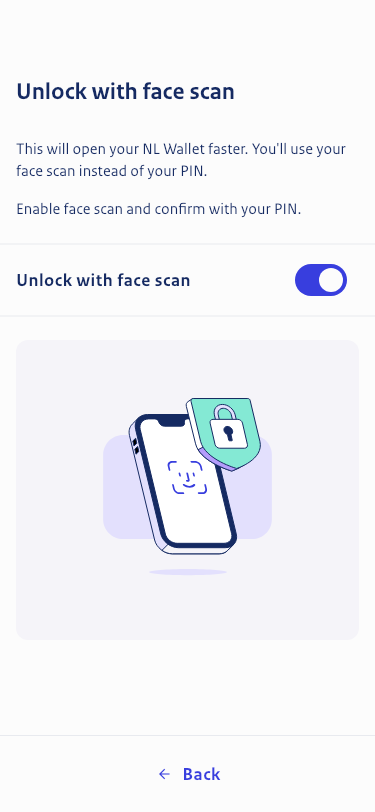 Unlock with face scan
This will open your NL Wallet faster. You'll use your
face scan instead of your PIN.
Enable face scan and confirm with your PIN.
Unlock with face scan
Back